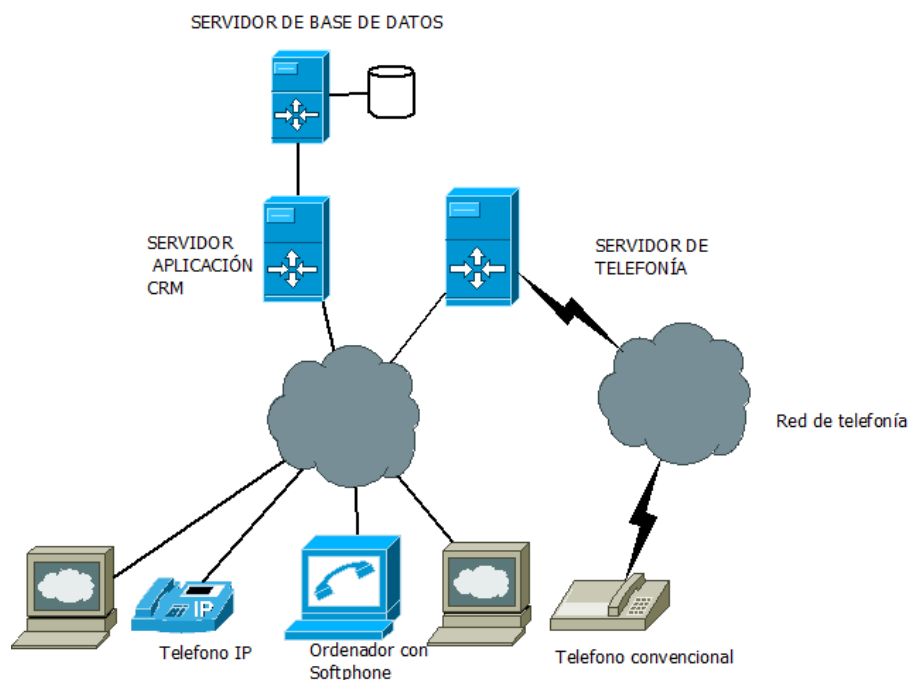 SERVIDOR DE BASE DE DATOS
SERVIDOR
APLICACIÓN
CRM
SERVIDOR DE
TELEFONÍA
Red de telefonía
IP
Telefono IP
Ordenador con
Softphone
Telefono convencional